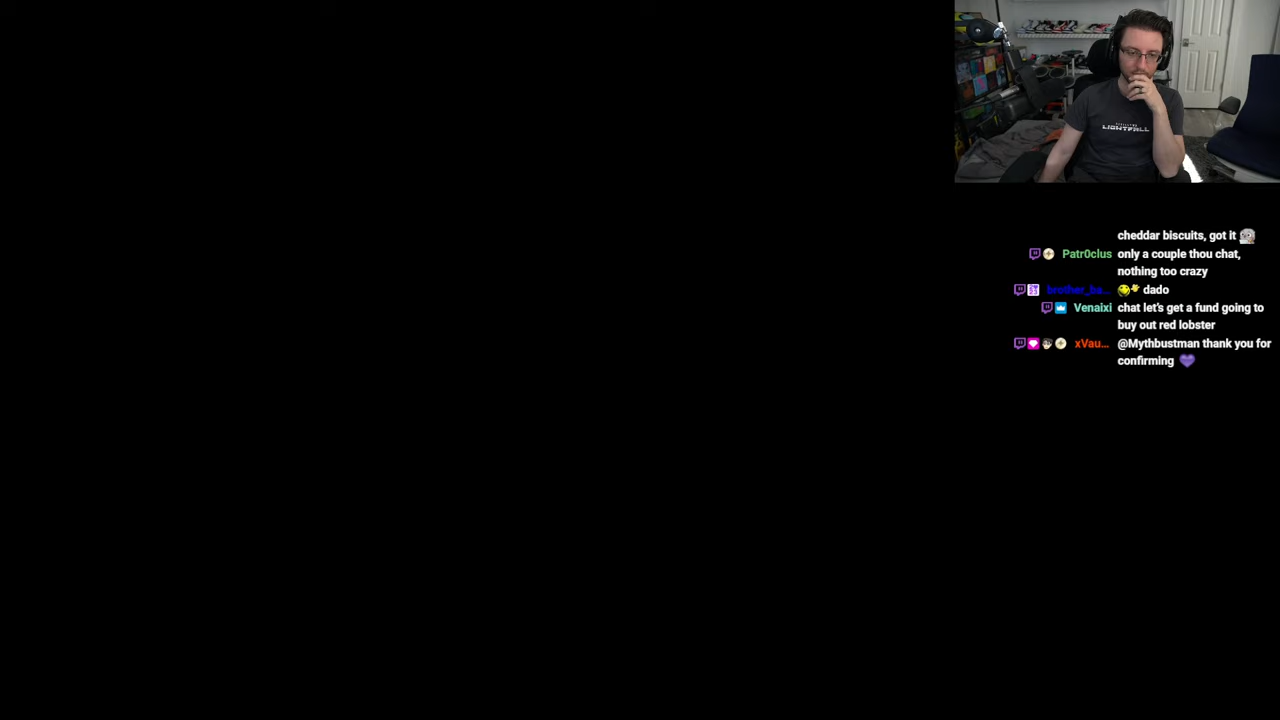 LIGHTFALL
cheddar biscuits, got it
Patr0clus only a couple thou chat,
nothing too crazy
brother_ba... dado
Venaixi chat let's get a fund going to
buy out red lobster
xVau... @Mythbustman thank you for
confirming